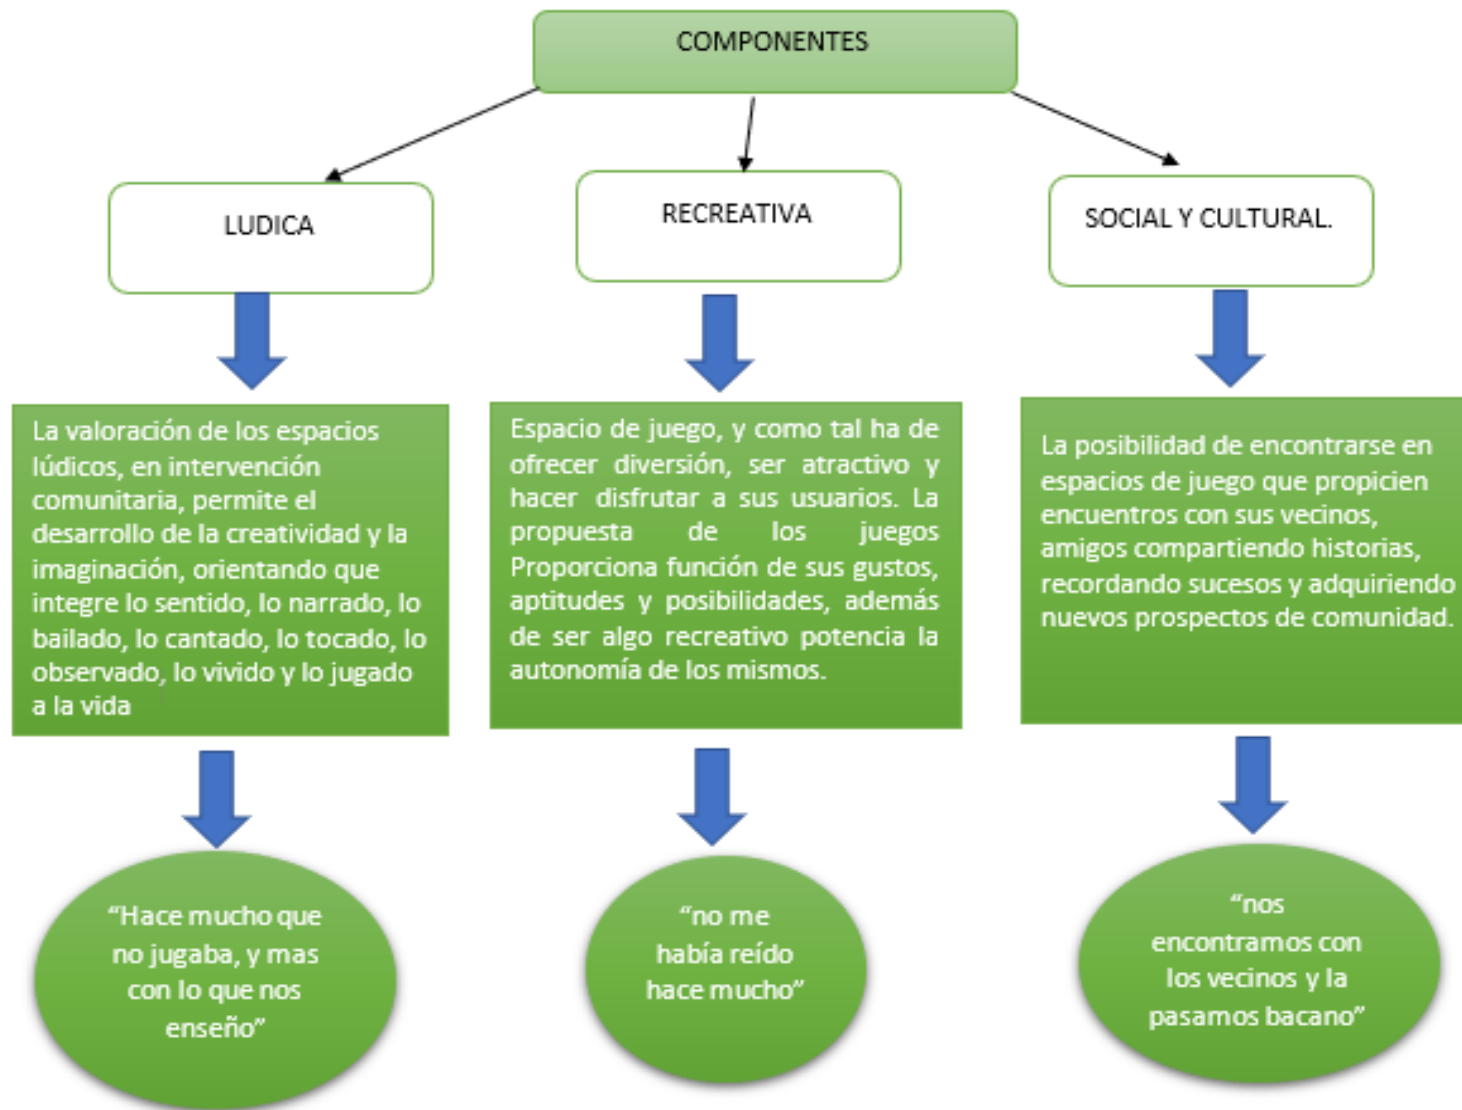 COMPONENTES
LUDICA
RECREATIVA
SOCIAL Y CULTURAL.
La valoración de los espacios
lúdicos, en intervención
comunitaria, permite el
desarrollo de la creatividad y la
imaginación, orientando que
integre lo sentido, lo narrado, lo
bailado, lo cantado, lo tocado, lo
observado, lo vivido y lo jugado
a la vida
Espacio de juego, y como tal ha de
ofrecer diversión, ser atractivo y
hacer disfrutar a sus usuarios. La
propuesta de los juegos
Proporciona función de sus gustos,
aptitudes y posibilidades, además
de ser algo recreativo potencia la
autonomía de los mismos.
La posibilidad de encontrarse en
espacios de juego que propicien
encuentros con sus vecinos,
amigos compartiendo historias,
recordando sucesos y adquiriendo
nuevos prospectos de comunidad.
“Hace mucho que
no jugaba, y mas
con lo que nos
enseño”
“no me
había reído
hace mucho”
“nos
encontramos con
los vecinos y la
pasamos bacano”